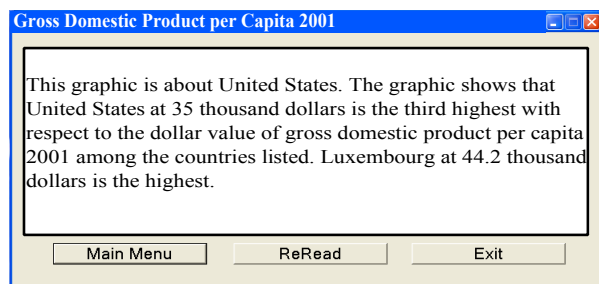 Gross Domestic Product per Capita 2001
This graphic is about United States. The graphic shows that
United States at 35 thousand dollars is the third highest with
respect to the dollar value of gross domestic product per capita
2001 among the countries listed. Luxembourg at 44.2 thousand
dollars is the highest.
Main Menu ReRead Exit